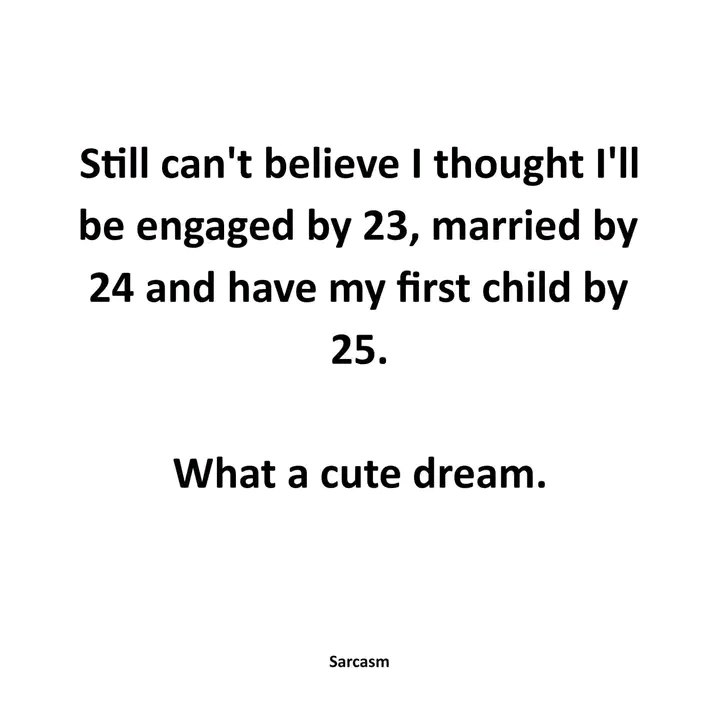 Still can't believe I thought I'll
be engaged by 23, married by
24 and have my first child by
25.
What a cute dream.
Sarcasm